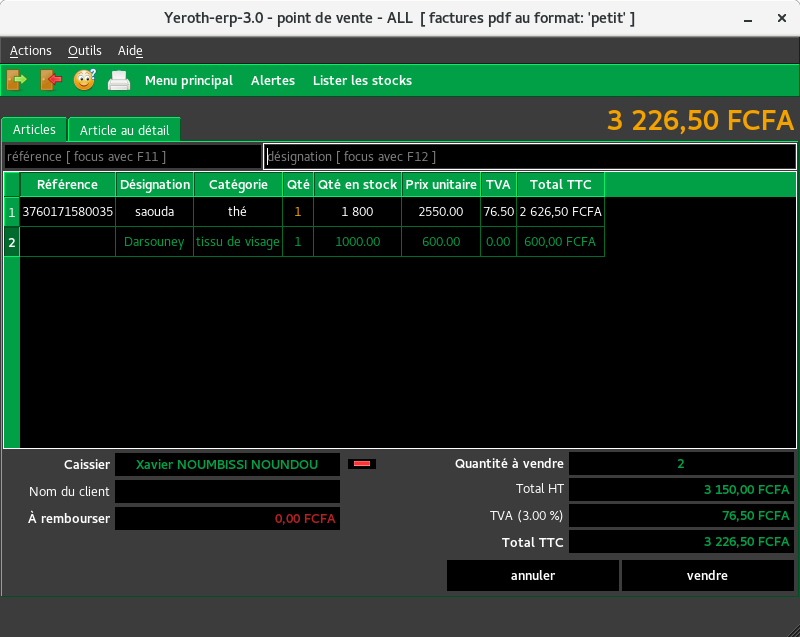 Yeroth-erp-3.0 - point de vente - ALL [ factures pdf au format: 'petit' ]
Actions Outils Aide
Menu principal Alertes Lister les stocks
3 226,50 FCFA
Articles Article au détail
référence [ focus avec F11 ] désignation [ focus avec F12 ]
Référence Désignation Catégorie Qté Qté en stock Prix unitaire TVA Total TTC
1 3760171580035 saouda thé 1 1 800 2550.00 76.50 2 626,50 FCFA
2 Darsouney tissu de visage 1 1000.00 600.00 0.00 600,00 FCFA
Caissier Xavier NOUMBISSI NOUNDOU Quantité à vendre 2
Nom du client Total HT 3 150,00 FCFA
À rembourser 0,00 FCFA TVA (3.00 %) 76,50 FCFA
Total TTC 3 226,50 FCFA
annuler vendre